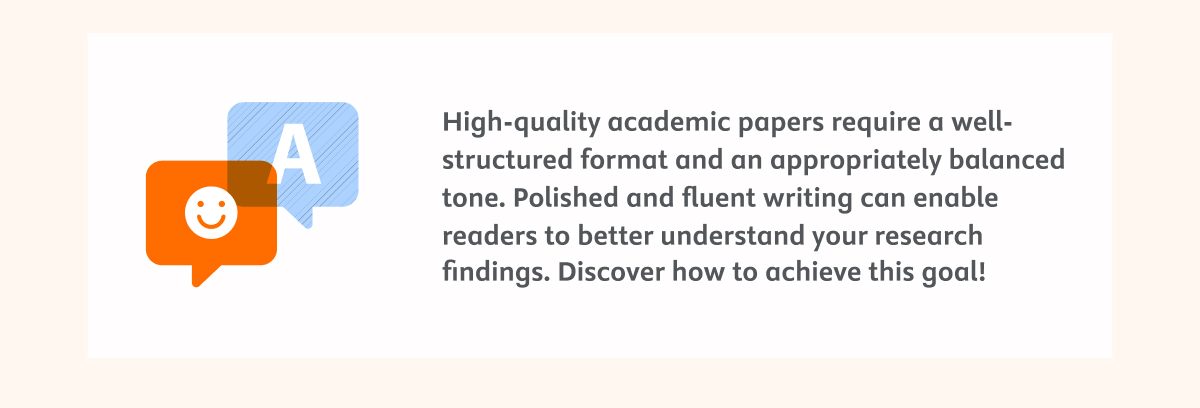 A
High-quality academic papers require a well-
structured format and an appropriately balanced
tone. Polished and fluent writing can enable
readers to better understand your research
findings. Discover how to achieve this goal!